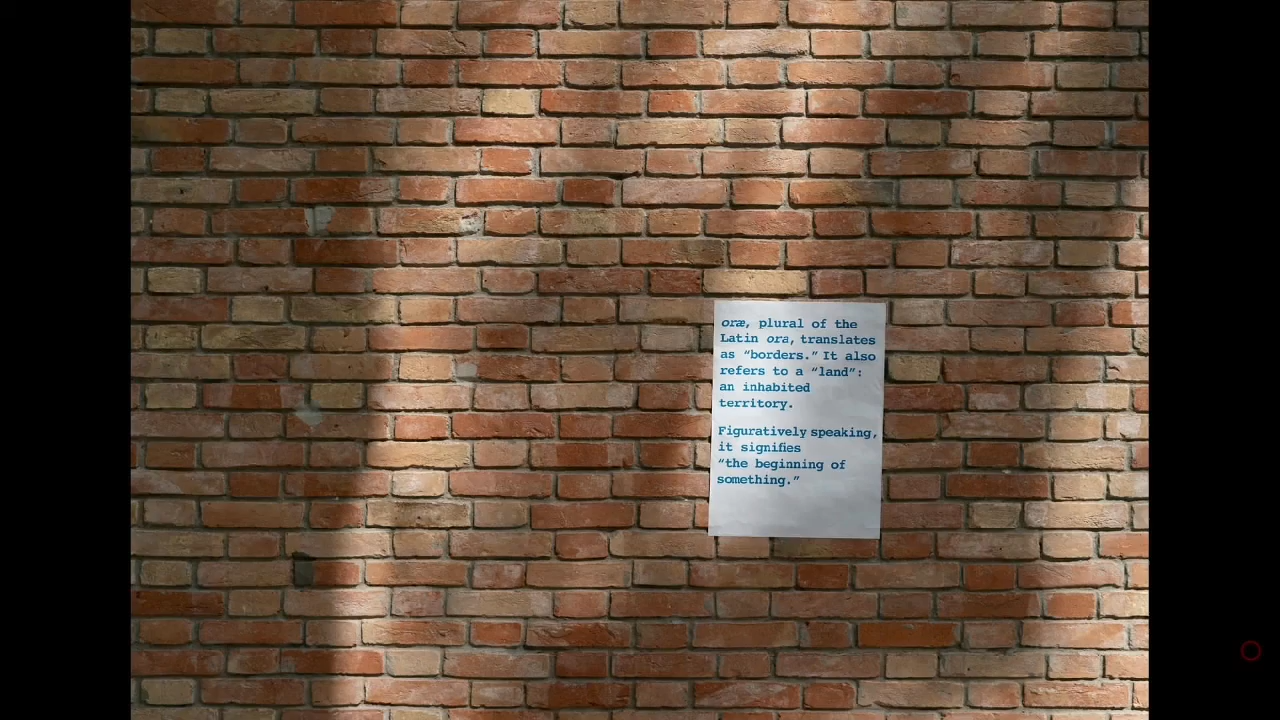 oræ, plural of the
Latin ora, translates
as “borders.” It also
refers to a “land”:
an inhabited
territory.
Figuratively speaking,
it signifies
“the beginning of
something.”